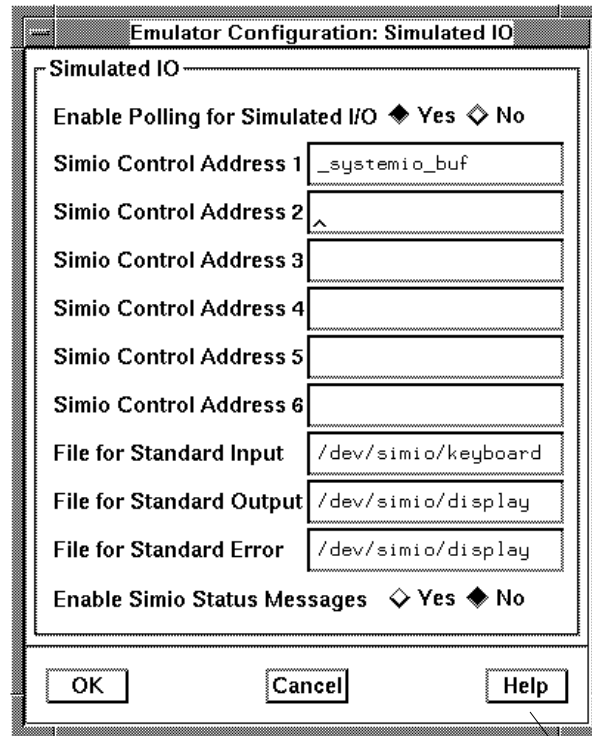 Emulator Configuration: Simulated IO
Simulated IO
Enable Polling for Simulated I/O Yes No
Simio Control Address 1 _systemio_buf
Simio Control Address 2
Simio Control Address 3
Simio Control Address 4
Simio Control Address 5
Simio Control Address 6
File for Standard Input /dev/simio/keyboard
File for Standard Output /dev/simio/display
File for Standard Error /dev/simio/display
Enable Simio Status Messages Yes No
OK Cancel Help